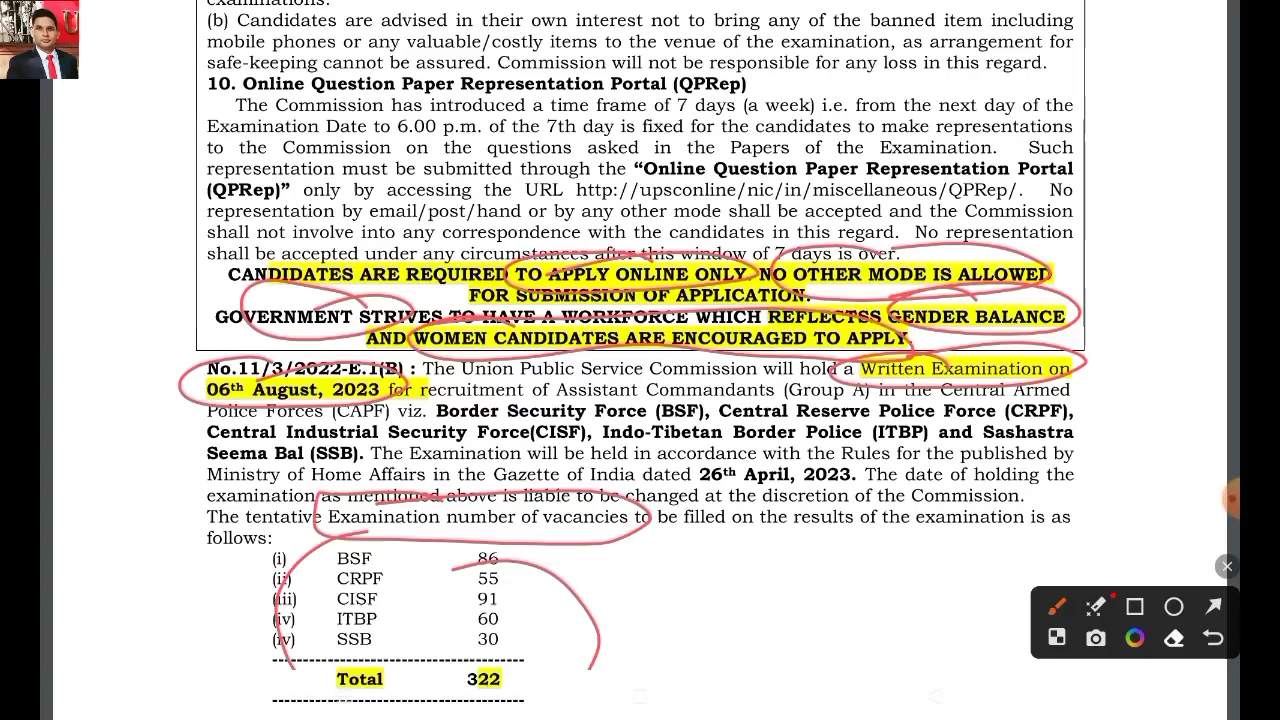 examinations.
(b) Candidates are advised in their own interest not to bring any of the banned item including
mobile phones or any valuable/costly items to the venue of the examination, as arrangement for
safe-keeping cannot be assured. Commission will not be responsible for any loss in this regard.
10. Online Question Paper Representation Portal (QPRep)
The Commission has introduced a time frame of 7 days (a week) i.e. from the next day of the
Examination Date to 6.00 p.m. of the 7th day is fixed for the candidates to make representations
to the Commission on the questions asked in the Papers of the Examination. Such
representation must be submitted through the “Online Question Paper Representation Portal
(QPRep)” only by accessing the URL http://upsconline/nic/in/miscellaneous/QPRep/. No
representation by email/post/hand or by any other mode shall be accepted and the Commission
shall not involve into any correspondence with the candidates in this regard. No representation
shall be accepted under any circumstances after this window of 7 days is over.
CANDIDATES ARE REQUIRED TO APPLY ONLINE ONLY. NO OTHER MODE IS ALLOWED
FOR SUBMISSION OF APPLICATION.
GOVERNMENT STRIVES TO HAVE A WORKFORCE WHICH REFLECTSS GENDER BALANCE
AND WOMEN CANDIDATES ARE ENCOURAGED TO APPLY.
No.11/3/2022-E.1(B) : The Union Public Service Commission will hold a Written Examination on
06th August, 2023 for recruitment of Assistant Commandants (Group A) in the Central Armed
Police Forces (CAPF) viz. Border Security Force (BSF), Central Reserve Police Force (CRPF),
Central Industrial Security Force(CISF), Indo-Tibetan Border Police (ITBP) and Sashastra
Seema Bal (SSB). The Examination will be held in accordance with the Rules for the published by
Ministry of Home Affairs in the Gazette of India dated 26th April, 2023. The date of holding the
examination as mentioned above is liable to be changed at the discretion of the Commission.
The tentative Examination number of vacancies to be filled on the results of the examination is as
follows:
(i) BSF 86
(ii) CRPF 55
(iii) CISF 91
(iv) ITBP 60
(iv) SSB 30
Total 322